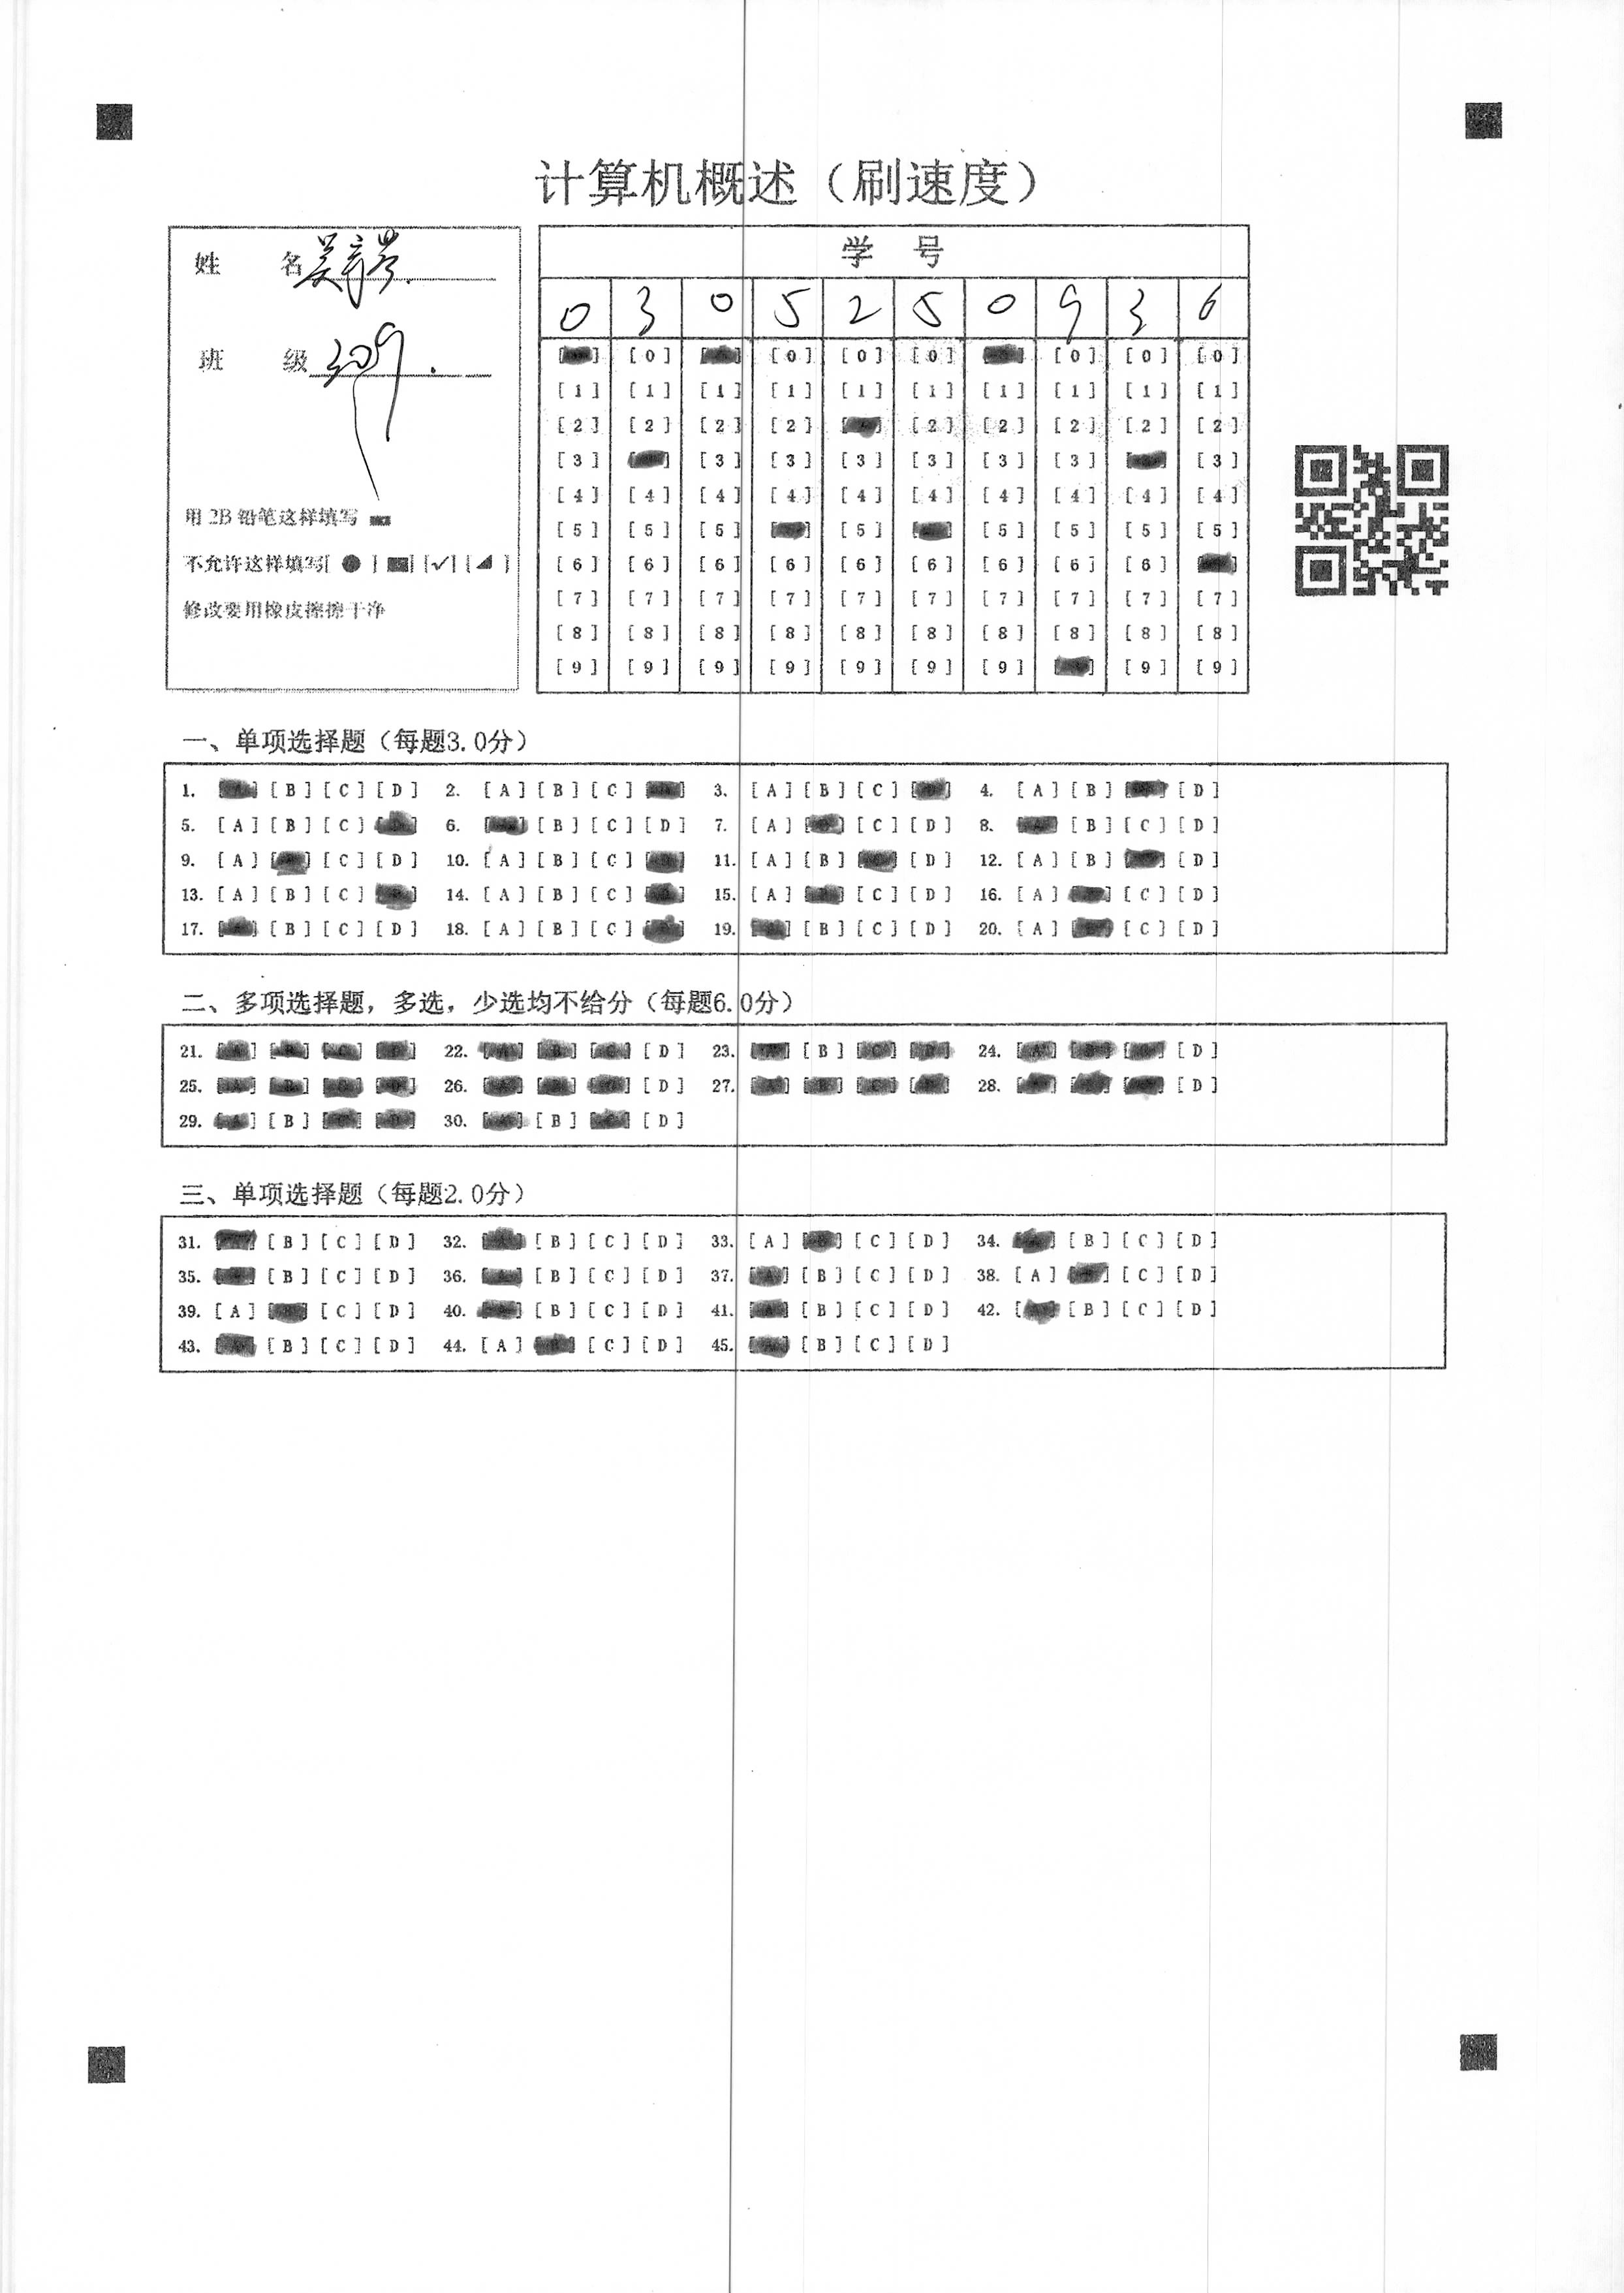 计算机概述（刷速度）
姓 名 吴
班 级 309.
用 2B 铅笔这样填写
不允许这样填写[ ● ] [■] [✓] [◢]
修改要用橡皮擦擦干净
学 号
0 3 0 5 2 5 0 9 3 6
[0] [0] [0] [0] [0] [0]
[1] [1] [1] [1] [1] [1] [1] [1] [1] [1]
[2] [2] [2] [2] [2] [2] [2] [2] [2]
[3] [3] [3] [3] [3] [3] [3] [3]
[4] [4] [4] [4] [4] [4] [4] [4] [4] [4]
[5] [5] [5] [5] [5] [5] [5] [5]
[6] [6] [6] [6] [6] [6] [6] [6] [6]
[7] [7] [7] [7] [7] [7] [7] [7] [7] [7]
[8] [8] [8] [8] [8] [8] [8] [8] [8] [8]
[9] [9] [9] [9] [9] [9] [9] [9] [9]
一、单项选择题（每题3.0分）
1. [B] [C] [D] 2. [A] [B] [C] 3. [A] [B] [C] 4. [A] [B] [D]
5. [A] [B] [C] 6. [B] [C] [D] 7. [A] [C] [D] 8. [B] [C] [D]
9. [A] [C] [D] 10. [A] [B] [C] 11. [A] [B] [D] 12. [A] [B] [D]
13. [A] [B] [C] 14. [A] [B] [C] 15. [A] [C] [D] 16. [A] [C] [D]
17. [B] [C] [D] 18. [A] [B] [C] 19. [B] [C] [D] 20. [A] [C] [D]
二、多项选择题，多选，少选均不给分（每题6.0分）
21. 22. [D] 23. [B] 24. [D]
25. 26. [D] 27. 28. [D]
29. [B] 30. [B] [D]
三、单项选择题（每题2.0分）
31. [B] [C] [D] 32. [B] [C] [D] 33. [A] [C] [D] 34. [B] [C] [D]
35. [B] [C] [D] 36. [B] [C] [D] 37. [B] [C] [D] 38. [A] [C] [D]
39. [A] [C] [D] 40. [B] [C] [D] 41. [B] [C] [D] 42. [B] [C] [D]
43. [B] [C] [D] 44. [A] [C] [D] 45. [B] [C] [D]